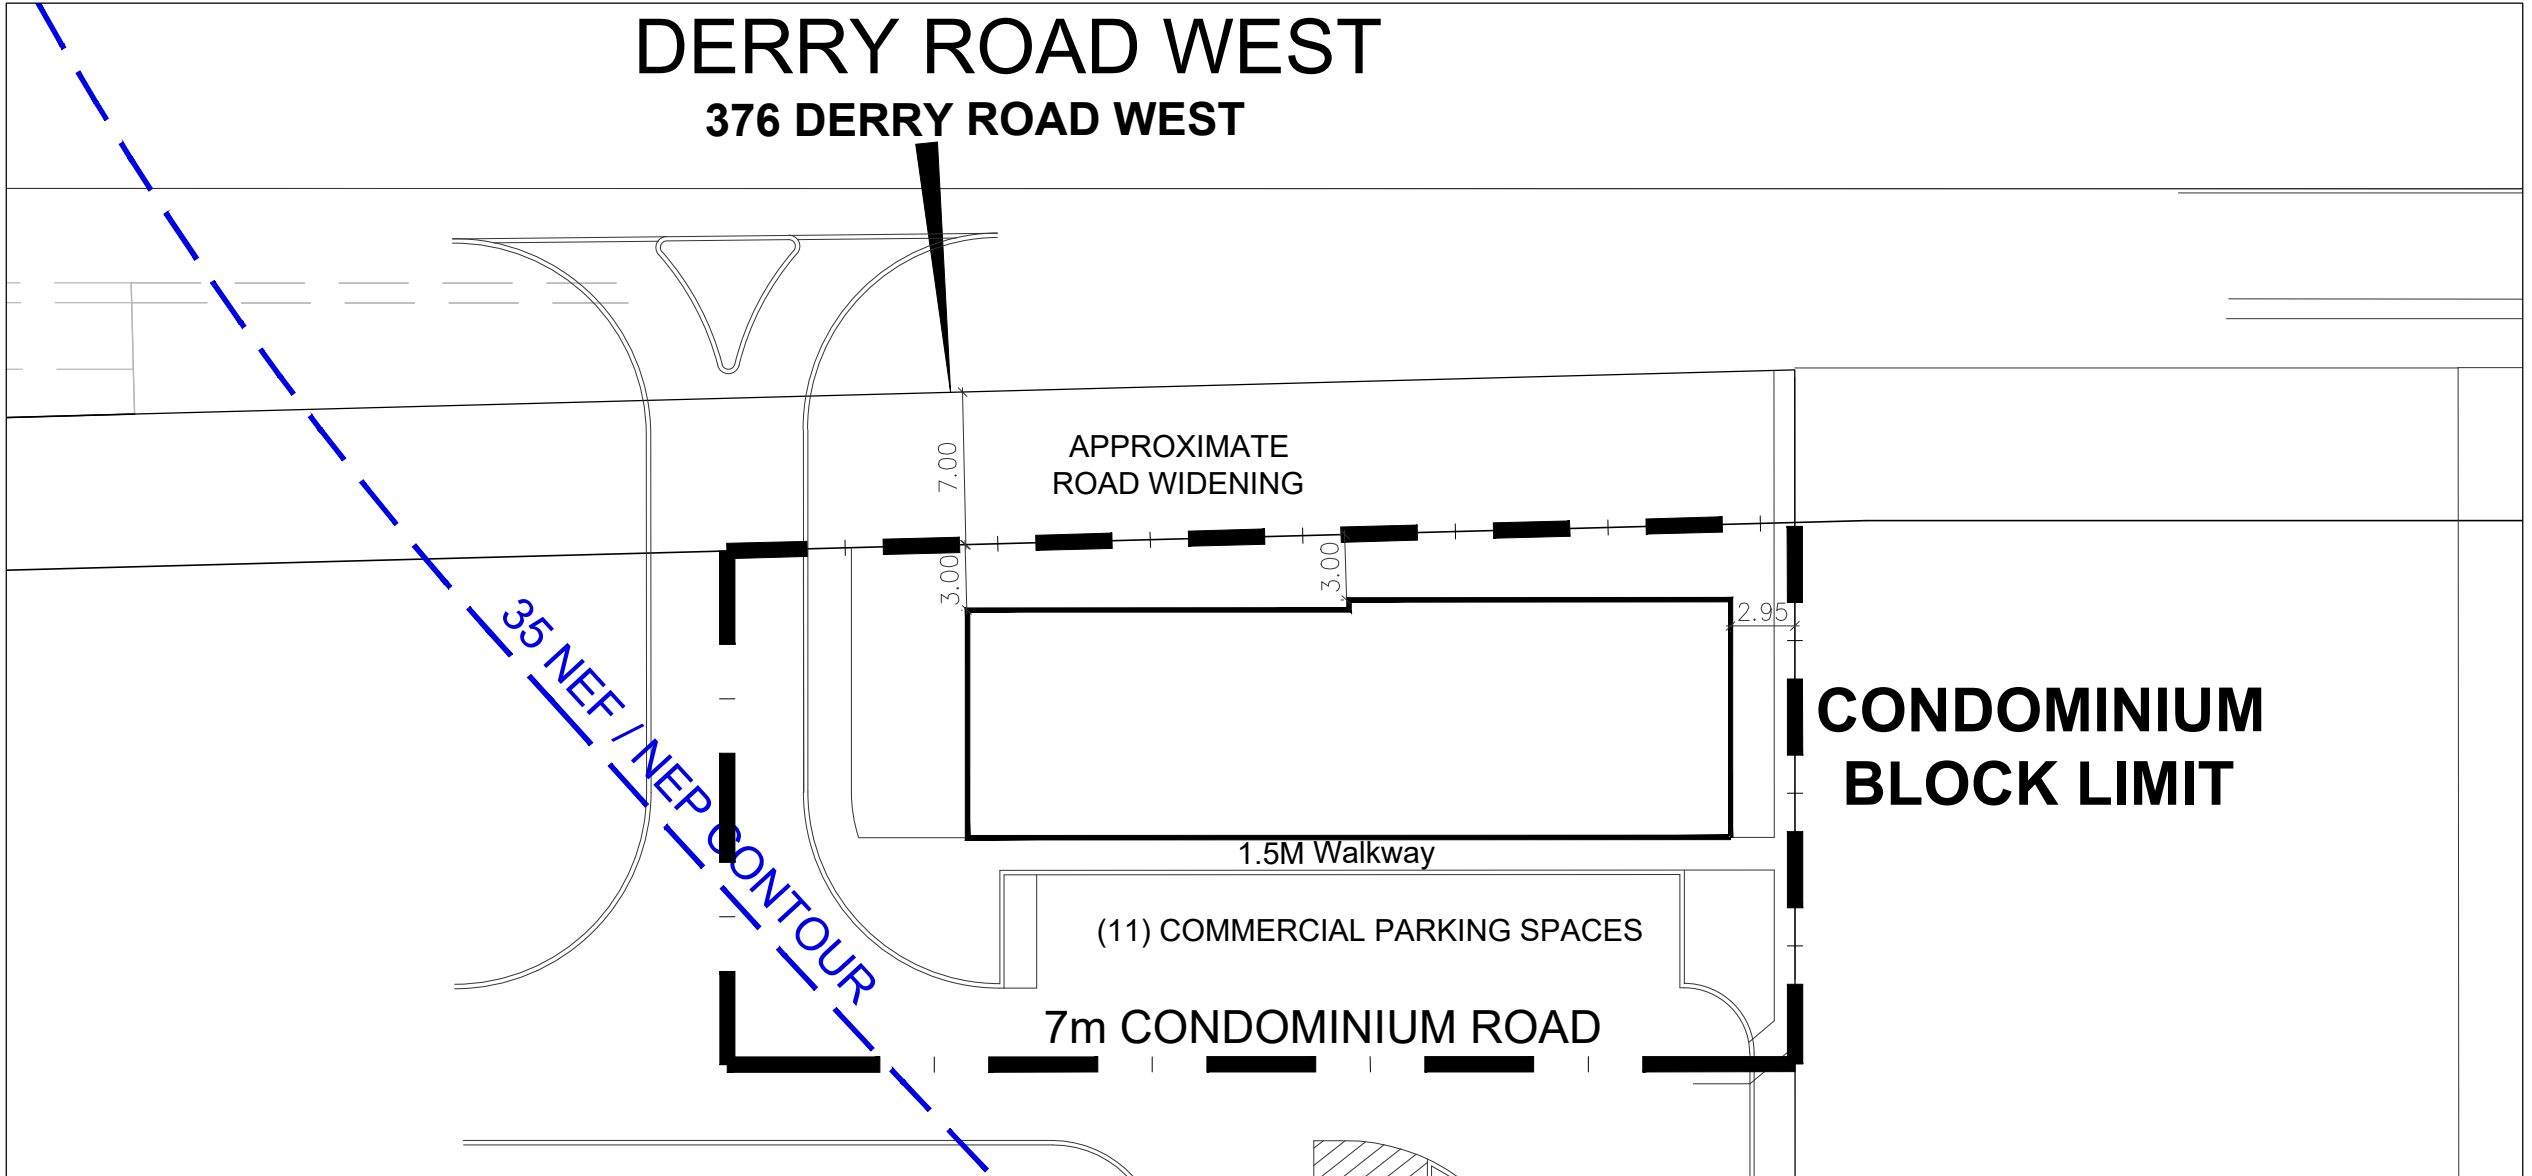 DERRY ROAD WEST
376 DERRY ROAD WEST
APPROXIMATE
ROAD WIDENING
7.00
3.00
3.00
2.95
35 NEF / NEP CONTOUR
CONDOMINIUM
BLOCK LIMIT
1.5M Walkway
(11) COMMERCIAL PARKING SPACES
7m CONDOMINIUM ROAD